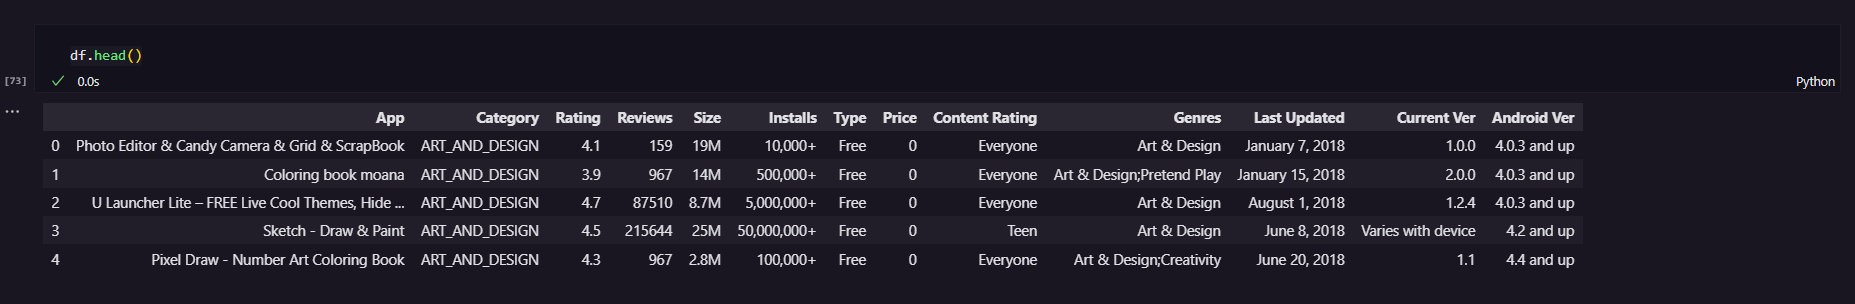 df.head()
[73]
0.0s
Python
...
App Category Rating Reviews Size Installs Type Price Content Rating Genres Last Updated Current Ver Android Ver
0 Photo Editor & Candy Camera & Grid & ScrapBook ART_AND_DESIGN 4.1 159 19M 10,000+ Free 0 Everyone Art & Design January 7, 2018 1.0.0 4.0.3 and up
1 Coloring book moana ART_AND_DESIGN 3.9 967 14M 500,000+ Free 0 Everyone Art & Design;Pretend Play January 15, 2018 2.0.0 4.0.3 and up
2 U Launcher Lite – FREE Live Cool Themes, Hide ... ART_AND_DESIGN 4.7 87510 8.7M 5,000,000+ Free 0 Everyone Art & Design August 1, 2018 1.2.4 4.0.3 and up
3 Sketch - Draw & Paint ART_AND_DESIGN 4.5 215644 25M 50,000,000+ Free 0 Teen Art & Design June 8, 2018 Varies with device 4.2 and up
4 Pixel Draw - Number Art Coloring Book ART_AND_DESIGN 4.3 967 2.8M 100,000+ Free 0 Everyone Art & Design;Creativity June 20, 2018 1.1 4.4 and up